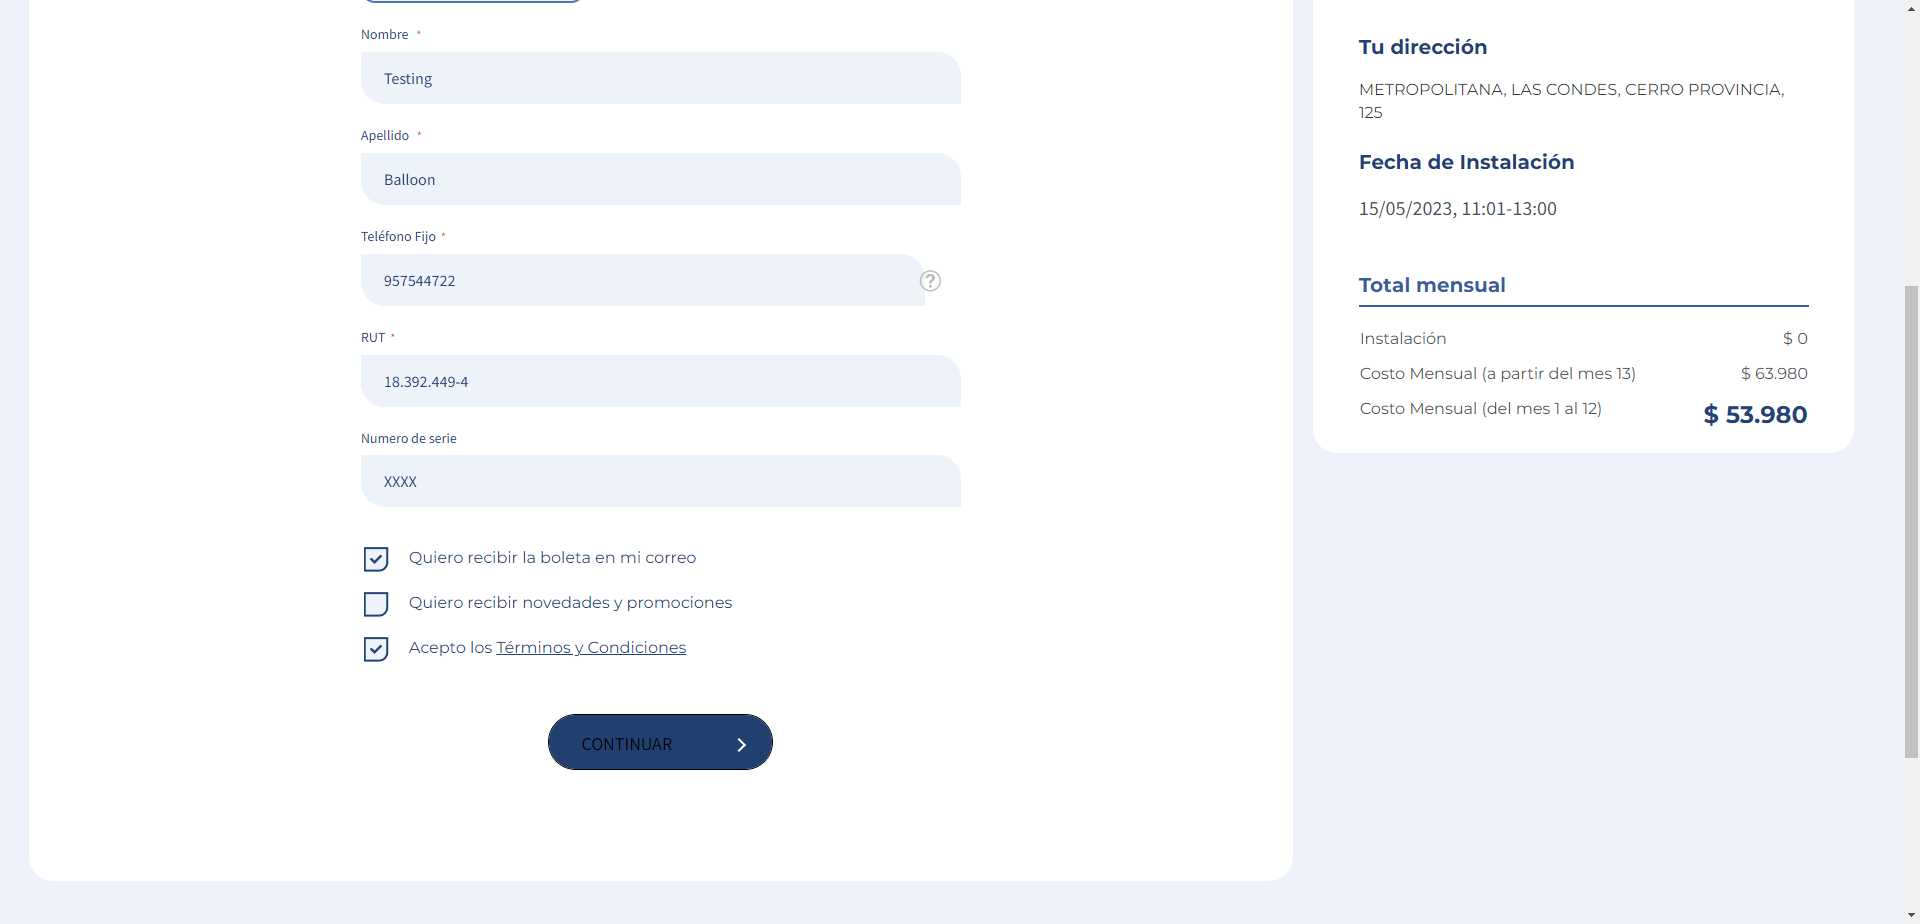 Nombre *
Testing
Apellido *
Balloon
Teléfono Fijo *
957544722
?
RUT *
18.392.449-4
Numero de serie
XXXX
Quiero recibir la boleta en mi correo
Quiero recibir novedades y promociones
Acepto los Términos y Condiciones
CONTINUAR
Tu dirección
METROPOLITANA, LAS CONDES, CERRO PROVINCIA,
125
Fecha de Instalación
15/05/2023, 11:01-13:00
Total mensual
Instalación $ 0
Costo Mensual (a partir del mes 13) $ 63.980
Costo Mensual (del mes 1 al 12) $ 53.980